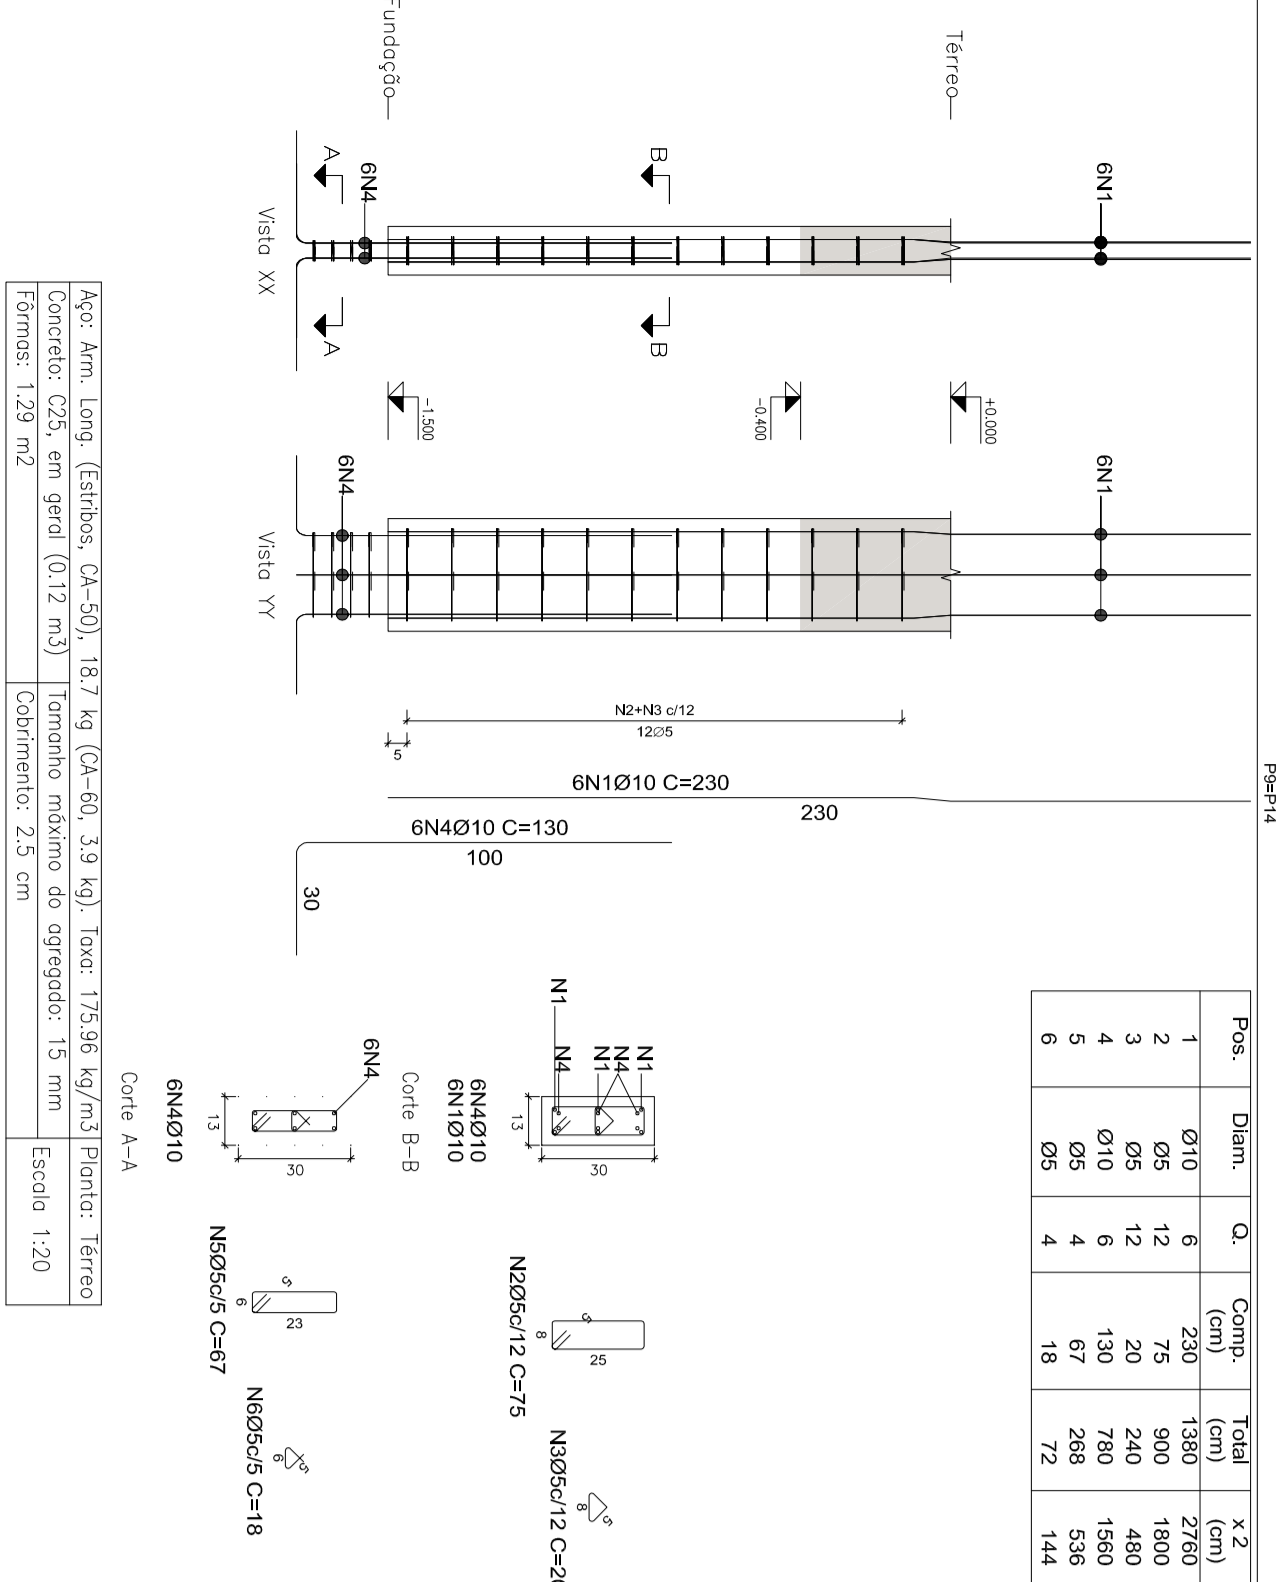 P9=P14
Térreo
Fundação
6N1
6N4
B
B
A
A
Vista XX
+0.000
-0.400
-1.500
6N1
6N4
Vista YY
N2+N3 c/12
12Ø5
5
6N1Ø10 C=230
230
6N4Ø10 C=130
100
30
Pos. Diam. Q. Comp. (cm) Total (cm) x 2 (cm)
1 Ø10 6 230 1380 2760
2 Ø5 12 75 900 1800
3 Ø5 12 20 240 480
4 Ø10 6 130 780 1560
5 Ø5 4 67 268 536
6 Ø5 4 18 72 144
N1
N4
N1
N4
N1
13
30
6N4Ø10
6N1Ø10
Corte B-B
N2Ø5c/12 C=75
5
8
25
N3Ø5c/12 C=20
5
8
6N4
13
30
6N4Ø10
Corte A-A
N5Ø5c/5 C=67
5
6
23
N6Ø5c/5 C=18
5
6
Aço: Arm. Long. (Estribos, CA-50), 18.7 kg (CA-60, 3.9 kg). Taxa: 175.96 kg/m3 Planta: Térreo
Concreto: C25, em geral (0.12 m3) Tamanho máximo do agregado: 15 mm Escala 1:20
Fôrmas: 1.29 m2 Cobrimento: 2.5 cm